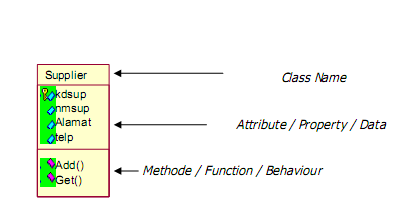 Supplier
Class Name
kdsup
nmsup
Alamat
telp
Attribute / Property / Data
Add()
Get()
Methode / Function / Behaviour